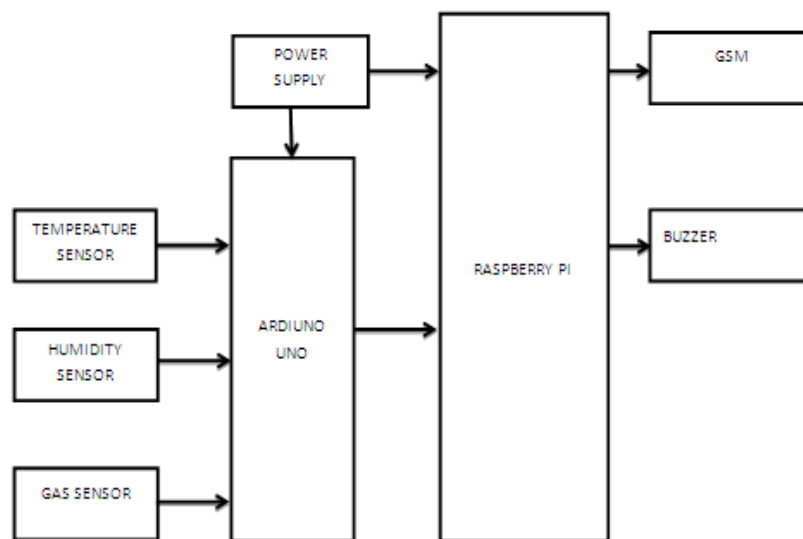 POWER
SUPPLY
GSM
TEMPERATURE
SENSOR
BUZZER
RASPBERRY PI
ARDIUNO
UNO
HUMIDITY
SENSOR
GAS SENSOR